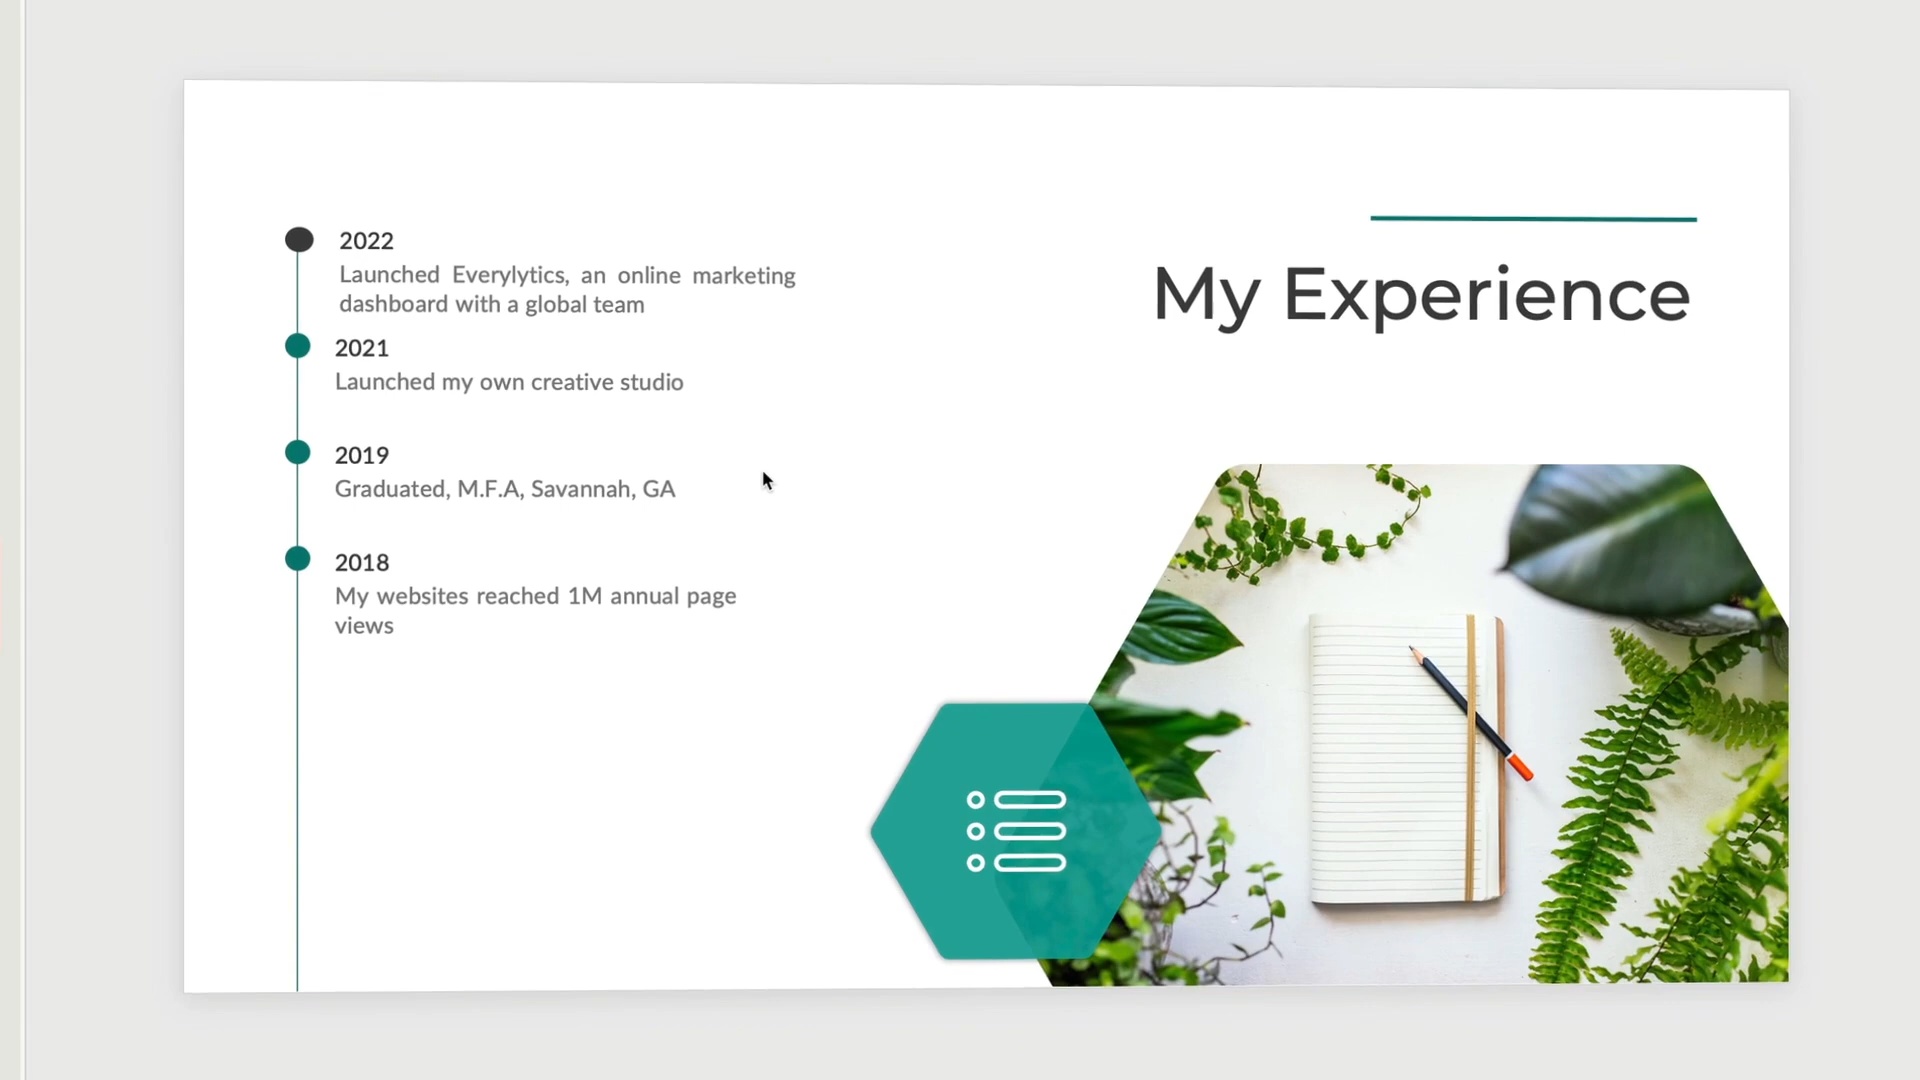 My Experience
2022
Launched Everylytics, an online marketing
dashboard with a global team
2021
Launched my own creative studio
2019
Graduated, M.F.A, Savannah, GA
2018
My websites reached 1M annual page
views